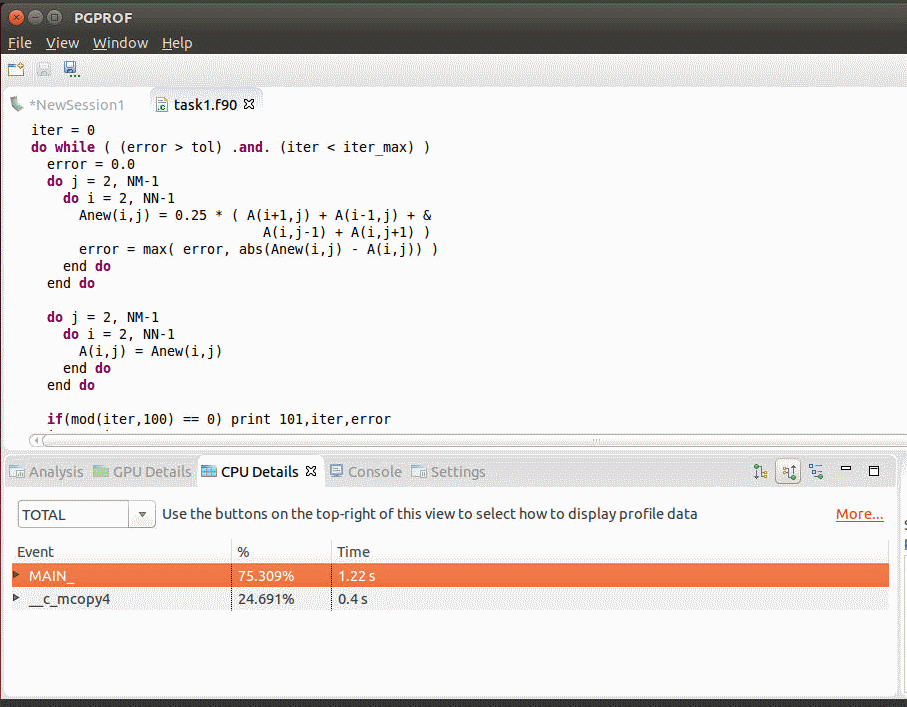 PGPROF
File View Window Help
*NewSession1 task1.f90
iter = 0
do while ( (error > tol) .and. (iter < iter_max) )
error = 0.0
do j = 2, NM-1
do i = 2, NN-1
Anew(i,j) = 0.25 * ( A(i+1,j) + A(i-1,j) + &
A(i,j-1) + A(i,j+1) )
error = max( error, abs(Anew(i,j) - A(i,j)) )
end do
end do
do j = 2, NM-1
do i = 2, NN-1
A(i,j) = Anew(i,j)
end do
end do
if(mod(iter,100) == 0) print 101,iter,error
Analysis GPU Details CPU Details Console Settings
TOTAL Use the buttons on the top-right of this view to select how to display profile data More...
Event % Time
MAIN_ 75.309% 1.22 s
__c_mcopy4 24.691% 0.4 s